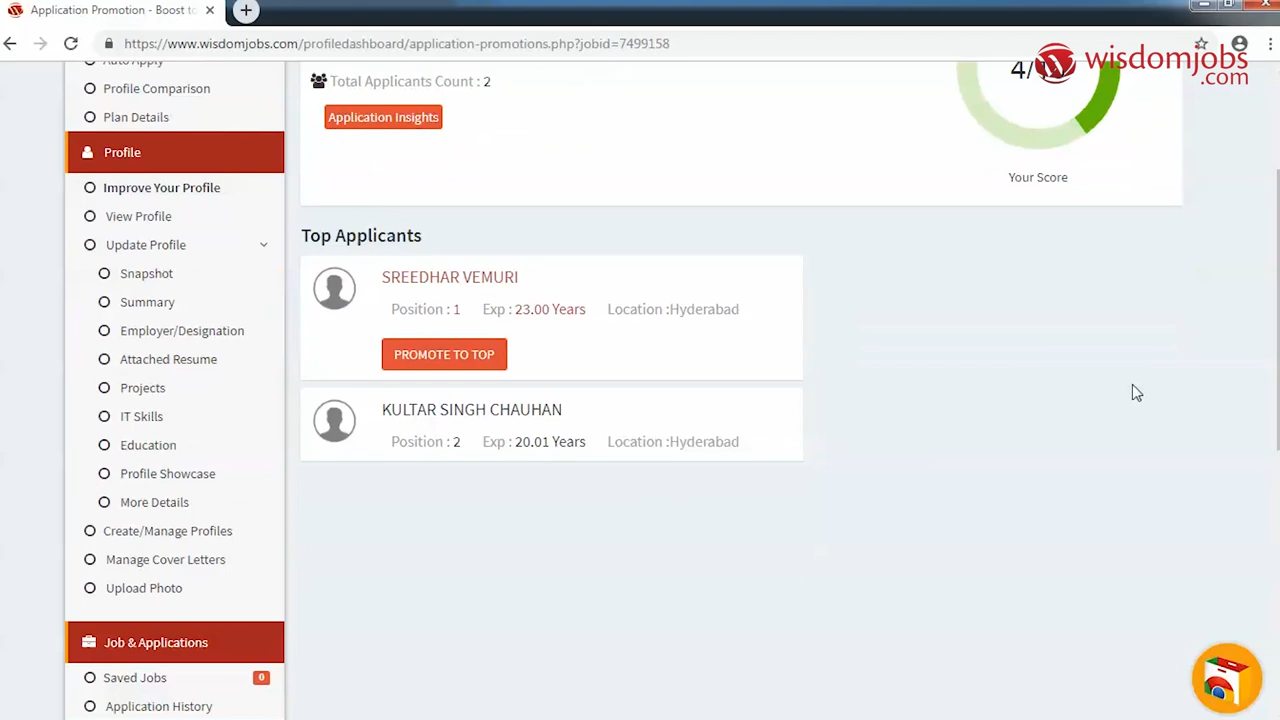 Application Promotion - Boost to
https://www.wisdomjobs.com/profiledashboard/application-promotions.php?jobid=7499158
wisdomjobs
.com
Auto Apply
Profile Comparison
Plan Details
Profile
Improve Your Profile
View Profile
Update Profile
Snapshot
Summary
Employer/Designation
Attached Resume
Projects
IT Skills
Education
Profile Showcase
More Details
Create/Manage Profiles
Manage Cover Letters
Upload Photo
Job & Applications
Saved Jobs 0
Application History
Total Applicants Count : 2
Application Insights
4/
Your Score
Top Applicants
SREEDHAR VEMURI
Position : 1 Exp : 23.00 Years Location :Hyderabad
PROMOTE TO TOP
KULTAR SINGH CHAUHAN
Position : 2 Exp : 20.01 Years Location :Hyderabad